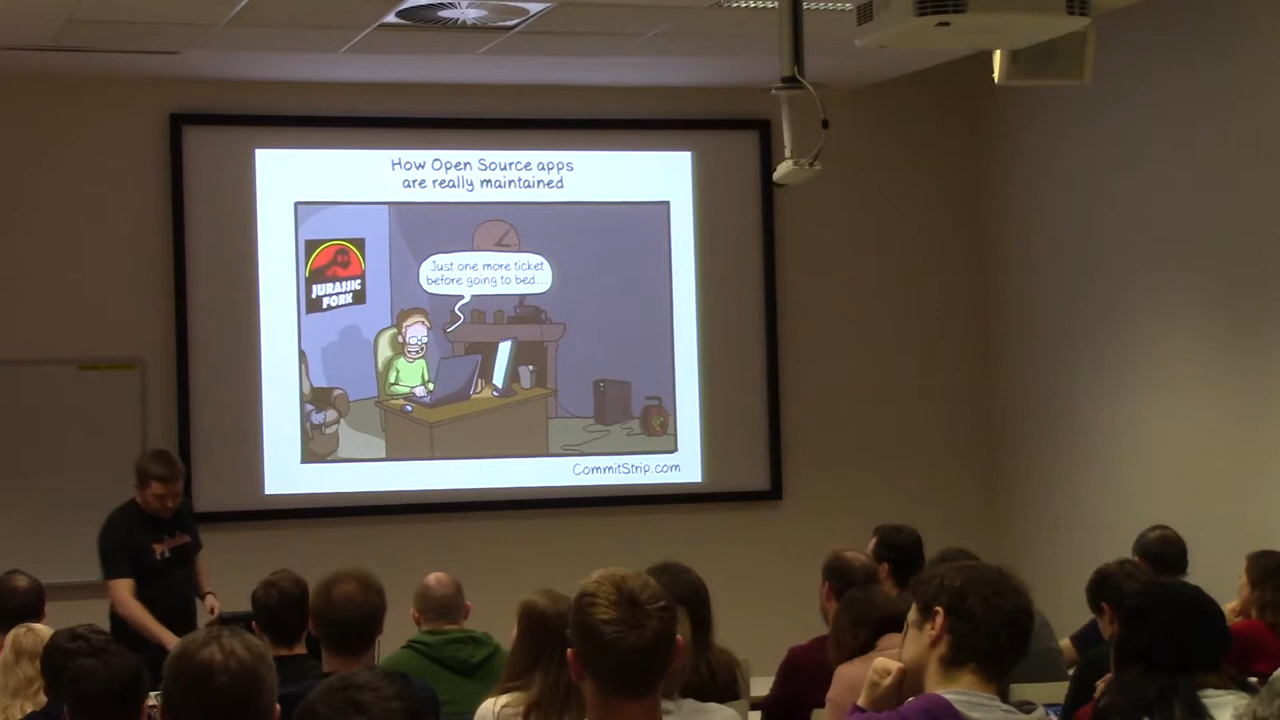 How Open Source apps
are really maintained
JURASSIC
FORK
Just one more ticket
before going to bed...
CommitStrip.com